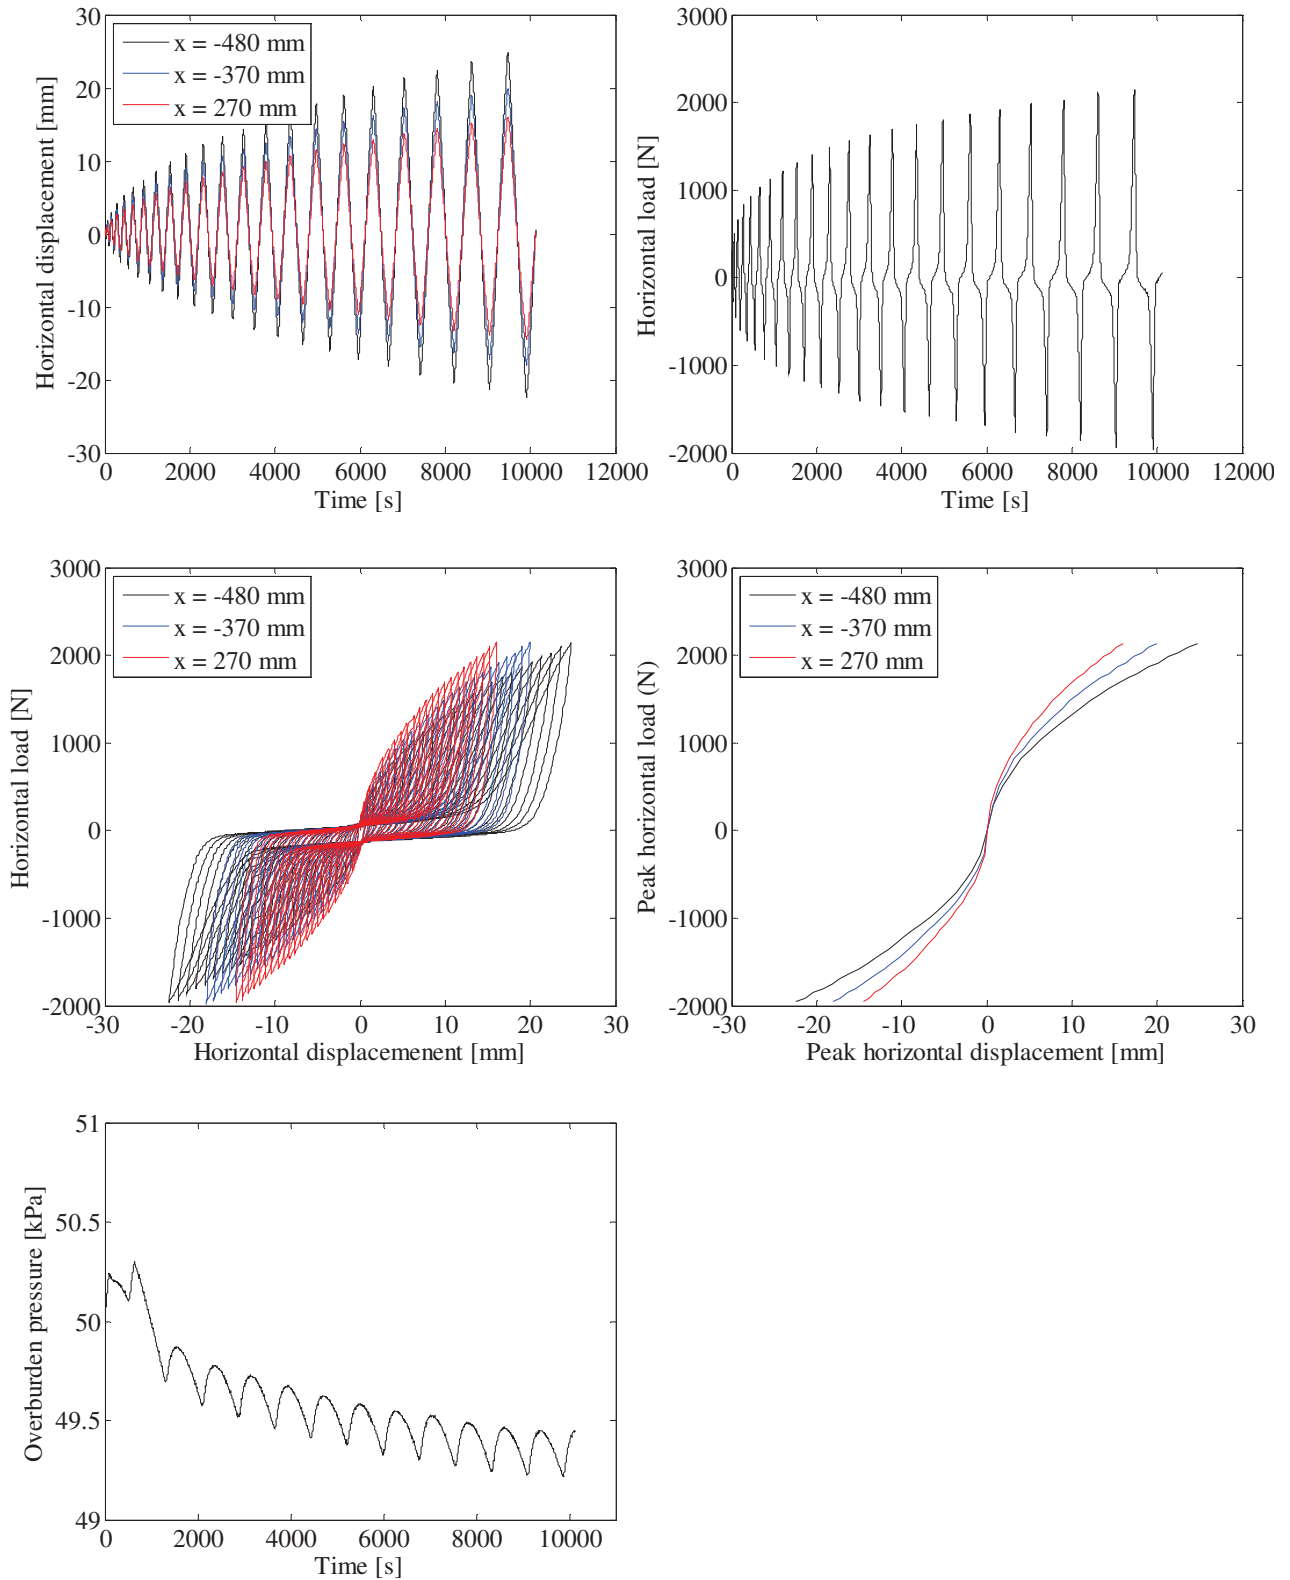 30
20
10
0
-10
-20
-30
0 2000 4000 6000 8000 10000 12000
Time [s]
Horizontal displacement [mm]
x = -480 mm
x = -370 mm
x = 270 mm
3000
2000
1000
0
-1000
-2000
0 2000 4000 6000 8000 10000 12000
Time [s]
Horizontal load [N]
3000
2000
1000
0
-1000
-2000
-30 -20 -10 0 10 20 30
Horizontal displacemenent [mm]
Horizontal load [N]
x = -480 mm
x = -370 mm
x = 270 mm
3000
2000
1000
0
-1000
-2000
-30 -20 -10 0 10 20 30
Peak horizontal displacement [mm]
Peak horizontal load (N)
x = -480 mm
x = -370 mm
x = 270 mm
51
50.5
50
49.5
49
0 2000 4000 6000 8000 10000
Time [s]
Overburden pressure [kPa]